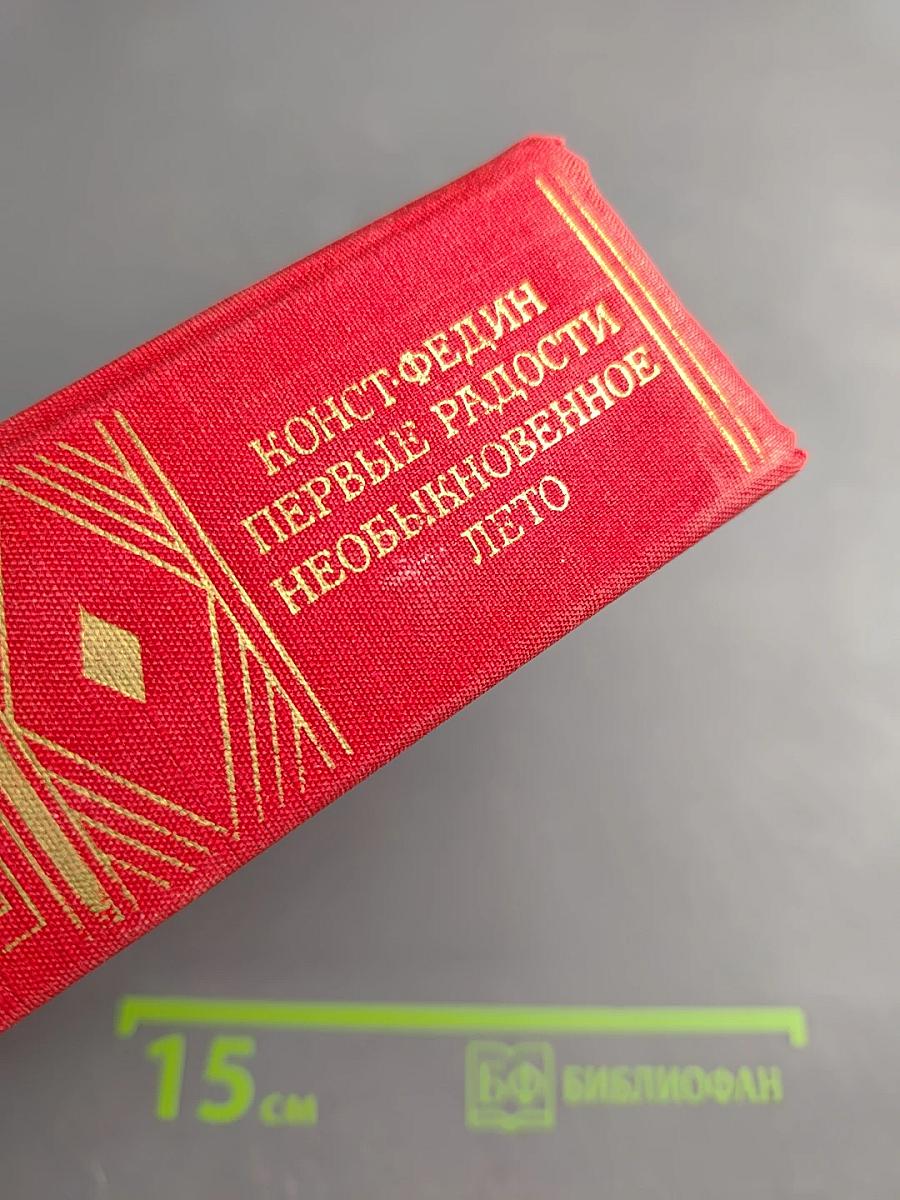 КОНСТ·ФЕДИН
ПЕРВЫЕ РАДОСТИ
НЕОБЫКНОВЕННОЕ
ЛЕТО
15 см
БФ БИБЛИОФАН